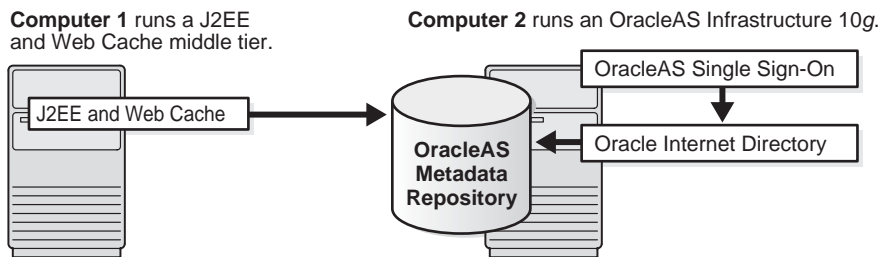 Computer 1 runs a J2EE
and Web Cache middle tier.
Computer 2 runs an OracleAS Infrastructure 10g.
J2EE and Web Cache
OracleAS
Metadata
Repository
OracleAS Single Sign-On
Oracle Internet Directory